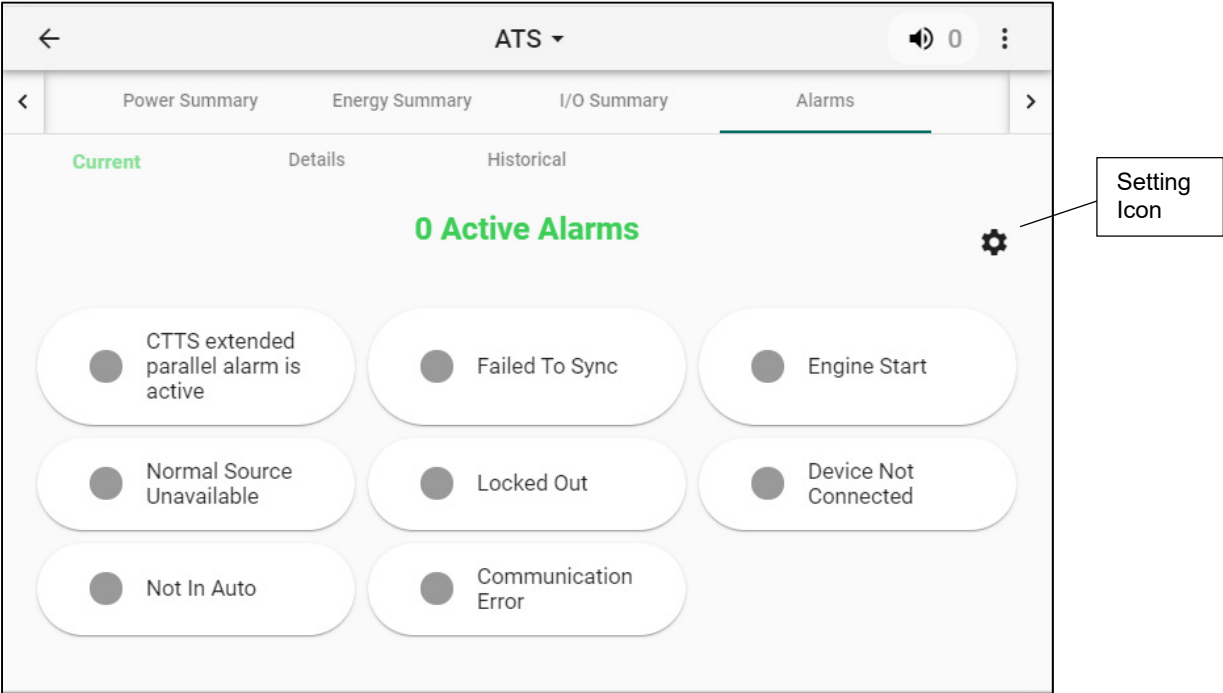 ATS
0
Power Summary
Energy Summary
I/O Summary
Alarms
Current
Details
Historical
Setting
Icon
0 Active Alarms
CTTS extended
parallel alarm is
active
Failed To Sync
Engine Start
Normal Source
Unavailable
Locked Out
Device Not
Connected
Not In Auto
Communication
Error